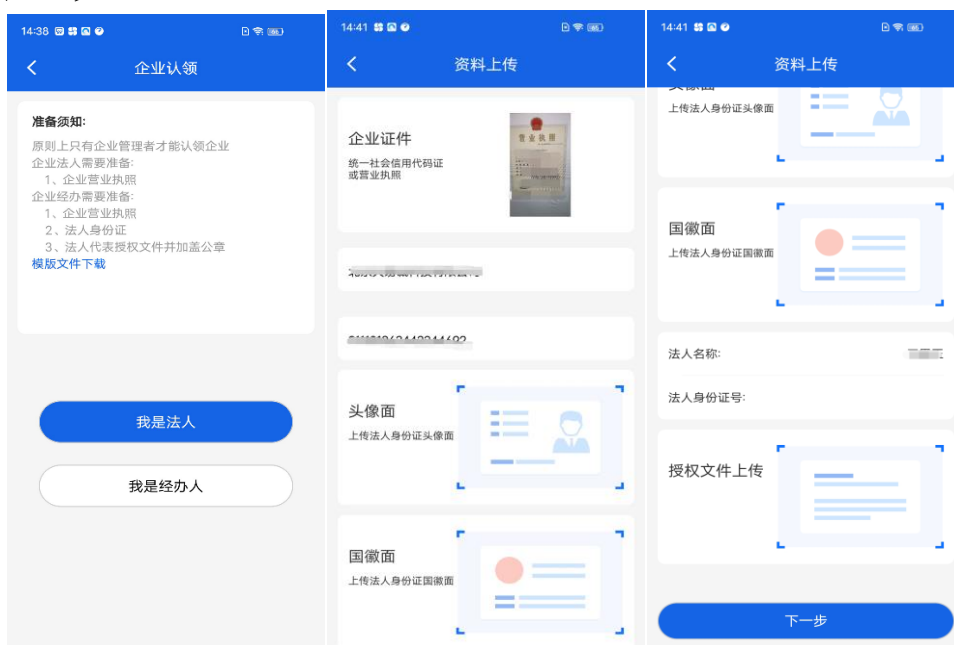 14:38
企业认领
准备须知:
原则上只有企业管理者才能认领企业
企业法人需要准备:
1、企业营业执照
企业经办需要准备:
1、企业营业执照
2、法人身份证
3、法人代表授权文件并加盖公章
模版文件下载
我是法人
我是经办人
14:41
资料上传
企业证件
统一社会信用代码证
或营业执照
营业执照
头像面
上传法人身份证头像面
国徽面
上传法人身份证国徽面
14:41
资料上传
头像面
上传法人身份证头像面
国徽面
上传法人身份证国徽面
法人名称:
法人身份证号:
授权文件上传
下一步